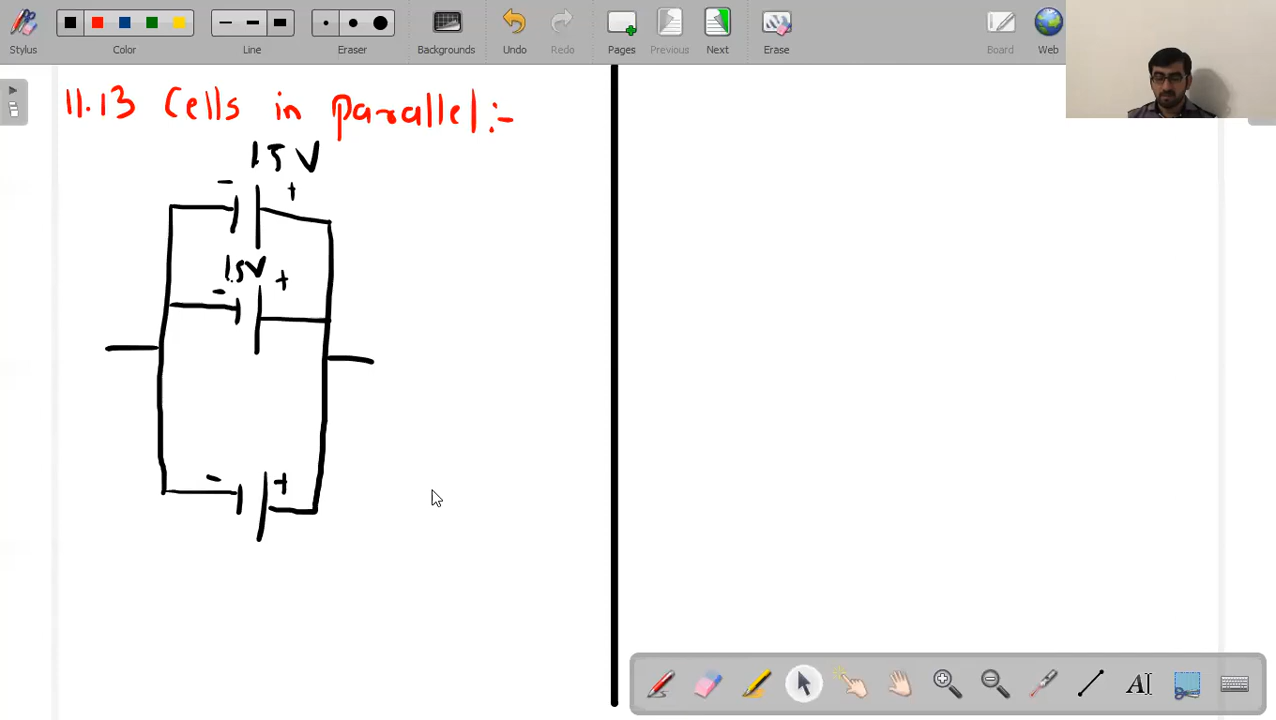 Stylus
Color
Line
Eraser
Backgrounds
Undo
Redo
Pages
Previous
Next
Erase
Board
Web
11.13 Cells in parallel:-
1.5 V
- +
1.5V
- +
- +